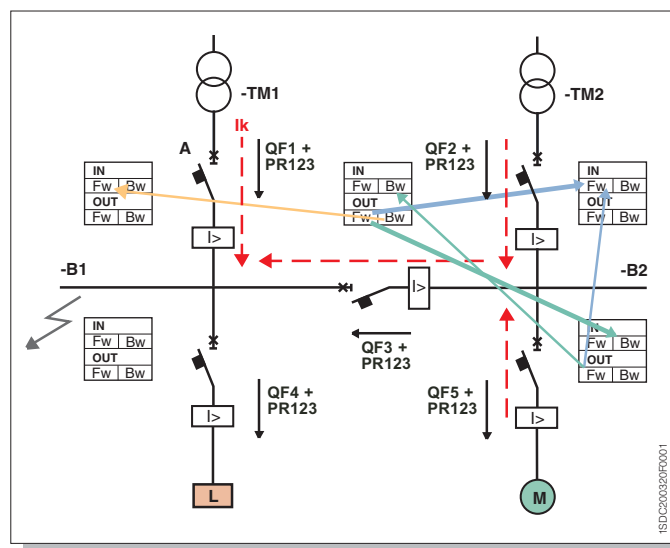 -TM1
-TM2
Ik
A
QF1 +
PR123
QF2 +
PR123
IN
Fw Bw
OUT
Fw Bw
IN
Fw Bw
OUT
Fw Bw
IN
Fw Bw
OUT
Fw Bw
I>
I>
-B1
-B2
I>
IN
Fw Bw
OUT
Fw Bw
QF3 +
PR123
IN
Fw Bw
OUT
Fw Bw
QF4 +
PR123
QF5 +
PR123
I>
I>
L
M
1SDC200320F0001